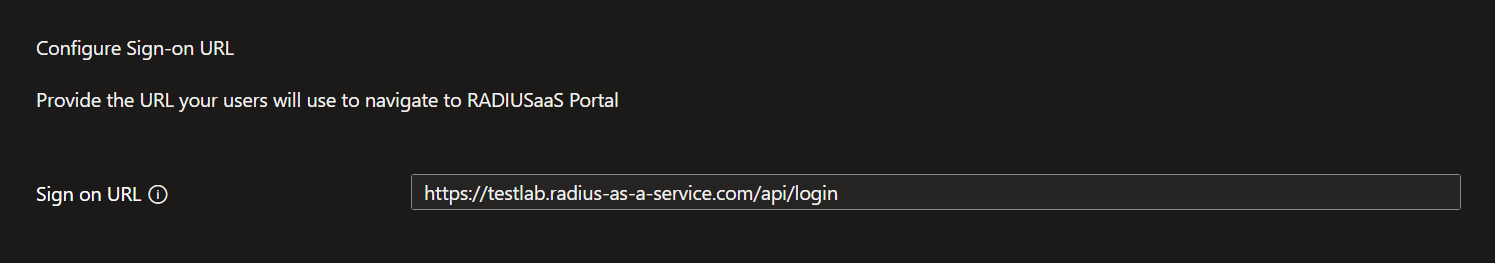 Configure Sign-on URL
Provide the URL your users will use to navigate to RADIUSaaS Portal
Sign on URL
https://testlab.radius-as-a-service.com/api/login